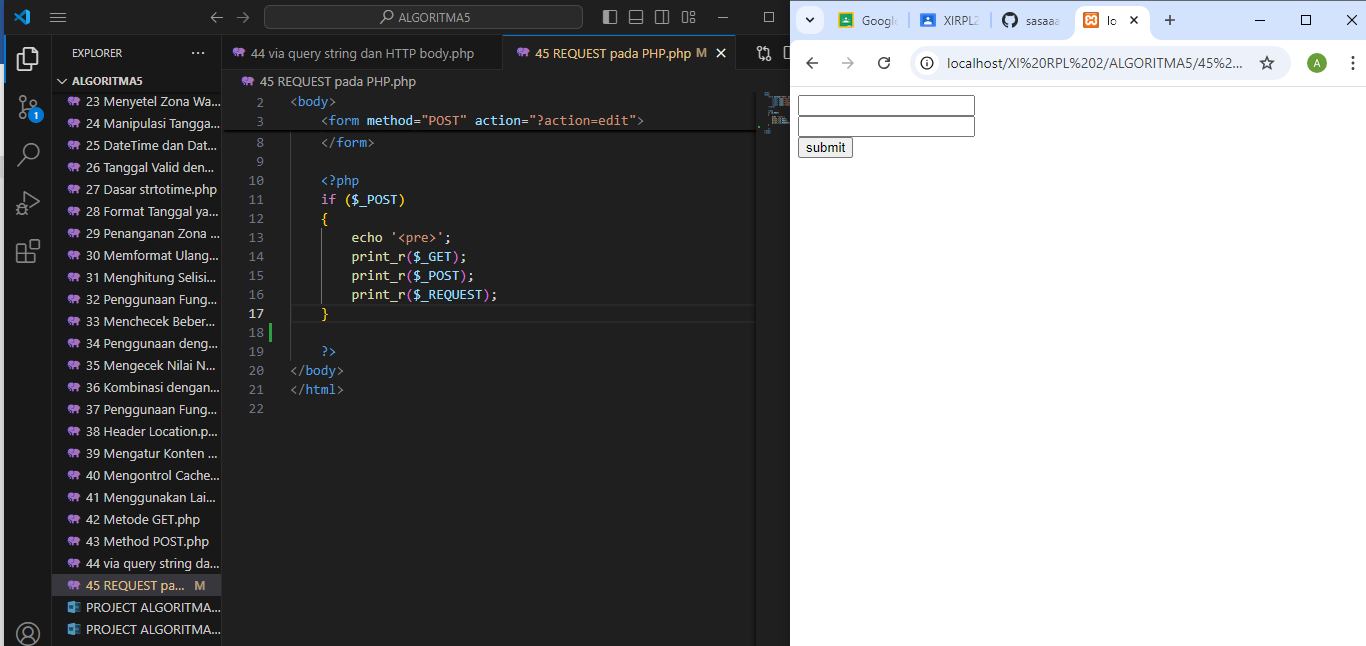 ALGORITMA5
EXPLORER
ALGORITMA5
23 Menyetel Zona Wa...
24 Manipulasi Tangga...
25 DateTime dan Dat...
26 Tanggal Valid den...
27 Dasar strtotime.php
28 Format Tanggal ya...
29 Penanganan Zona ...
30 Memformat Ulang...
31 Menghitung Selisi...
32 Penggunaan Fung...
33 Menchecek Beber...
34 Penggunaan deng...
35 Mengecek Nilai N...
36 Kombinasi dengan...
37 Penggunaan Fung...
38 Header Location.p...
39 Mengatur Konten ...
40 Mengontrol Cache...
41 Menggunakan Lai...
42 Metode GET.php
43 Method POST.php
44 via query string da...
45 REQUEST pa... M
PROJECT ALGORITMA...
PROJECT ALGORITMA...
1
44 via query string dan HTTP body.php
45 REQUEST pada PHP.php M
45 REQUEST pada PHP.php
2 <body>
3 <form method="POST" action="?action=edit">
8 </form>
9
10 <?php
11 if ($_POST)
12 {
13 echo '<pre>';
14 print_r($_GET);
15 print_r($_POST);
16 print_r($_REQUEST);
17 }
18
19 ?>
20 </body>
21 </html>
22
Google
XIRPL2
sasaaa
lo
localhost/XI%20RPL%202/ALGORITMA5/45%2...
A
submit